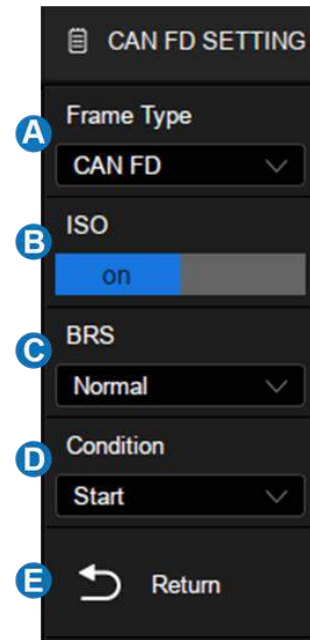 CAN FD SETTING
A
Frame Type
CAN FD
B
ISO
on
C
BRS
Normal
D
Condition
Start
E
Return